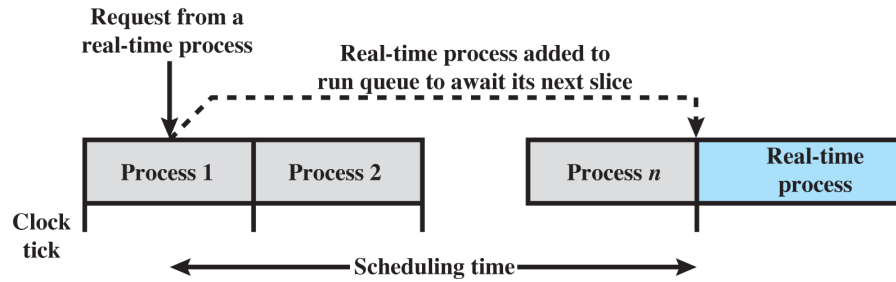 Request from a
real-time process
Real-time process added to
run queue to await its next slice
Process 1
Process 2
Process n
Real-time
process
Clock
tick
Scheduling time